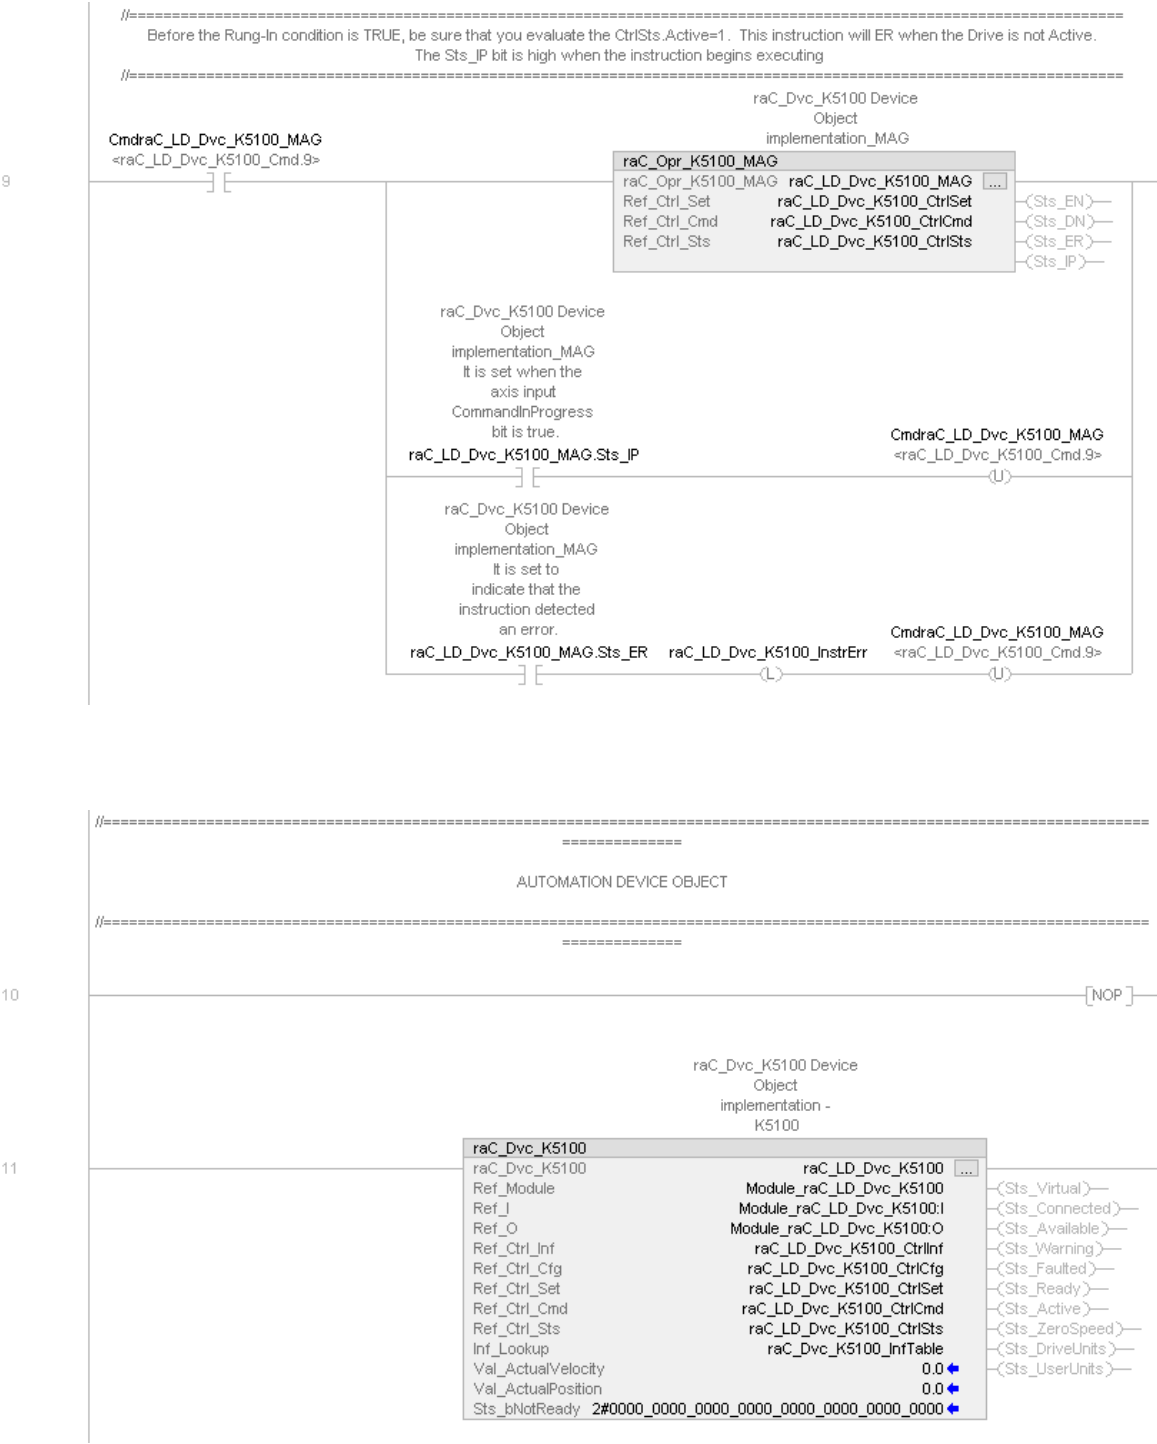 //====================================================================================================================
Before the Rung-In condition is TRUE, be sure that you evaluate the CtrlSts.Active=1.  This instruction will ER when the Drive is not Active.
The Sts_IP bit is high when the instruction begins executing
//====================================================================================================================
raC_Dvc_K5100 Device
Object
implementation_MAG
CmdraC_LD_Dvc_K5100_MAG
<raC_LD_Dvc_K5100_Cmd.9>
raC_Opr_K5100_MAG
9
raC_Opr_K5100_MAG raC_LD_Dvc_K5100_MAG ...
Ref_Ctrl_Set raC_LD_Dvc_K5100_CtrlSet (Sts_EN)
Ref_Ctrl_Cmd raC_LD_Dvc_K5100_CtrlCmd (Sts_DN)
Ref_Ctrl_Sts raC_LD_Dvc_K5100_CtrlSts (Sts_ER)
(Sts_IP)
raC_Dvc_K5100 Device
Object
implementation_MAG
It is set when the
axis input
CommandInProgress
bit is true.
raC_LD_Dvc_K5100_MAG.Sts_IP
CmdraC_LD_Dvc_K5100_MAG
<raC_LD_Dvc_K5100_Cmd.9>
(U)
raC_Dvc_K5100 Device
Object
implementation_MAG
It is set to
indicate that the
instruction detected
an error.
raC_LD_Dvc_K5100_MAG.Sts_ER
raC_LD_Dvc_K5100_InstrErr
CmdraC_LD_Dvc_K5100_MAG
<raC_LD_Dvc_K5100_Cmd.9>
(L)
(U)
//==========================================================================================================================
==============
AUTOMATION DEVICE OBJECT
//==========================================================================================================================
==============
10
[NOP]
raC_Dvc_K5100 Device
Object
implementation -
K5100
raC_Dvc_K5100
11
raC_Dvc_K5100 raC_LD_Dvc_K5100 ...
Ref_Module Module_raC_LD_Dvc_K5100 (Sts_Virtual)
Ref_I Module_raC_LD_Dvc_K5100:I (Sts_Connected)
Ref_O Module_raC_LD_Dvc_K5100:O (Sts_Available)
Ref_Ctrl_Inf raC_LD_Dvc_K5100_CtrlInf (Sts_Warning)
Ref_Ctrl_Cfg raC_LD_Dvc_K5100_CtrlCfg (Sts_Faulted)
Ref_Ctrl_Set raC_LD_Dvc_K5100_CtrlSet (Sts_Ready)
Ref_Ctrl_Cmd raC_LD_Dvc_K5100_CtrlCmd (Sts_Active)
Ref_Ctrl_Sts raC_LD_Dvc_K5100_CtrlSts (Sts_ZeroSpeed)
Inf_Lookup raC_Dvc_K5100_InfTable (Sts_DriveUnits)
Val_ActualVelocity 0.0 (Sts_UserUnits)
Val_ActualPosition 0.0
Sts_bNotReady 2#0000_0000_0000_0000_0000_0000_0000_0000